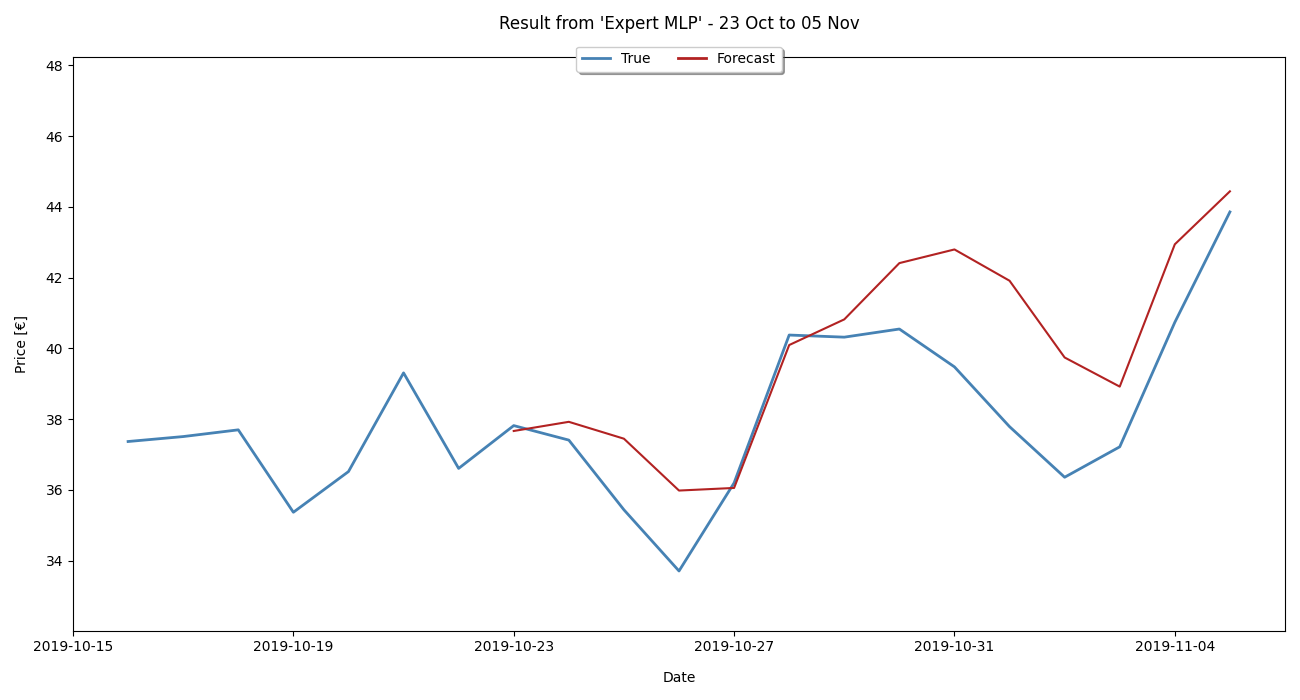 Result from 'Expert MLP' - 23 Oct to 05 Nov
True Forecast
48
46
44
42
40
38
36
34
Price [€]
2019-10-15 2019-10-19 2019-10-23 2019-10-27 2019-10-31 2019-11-04
Date